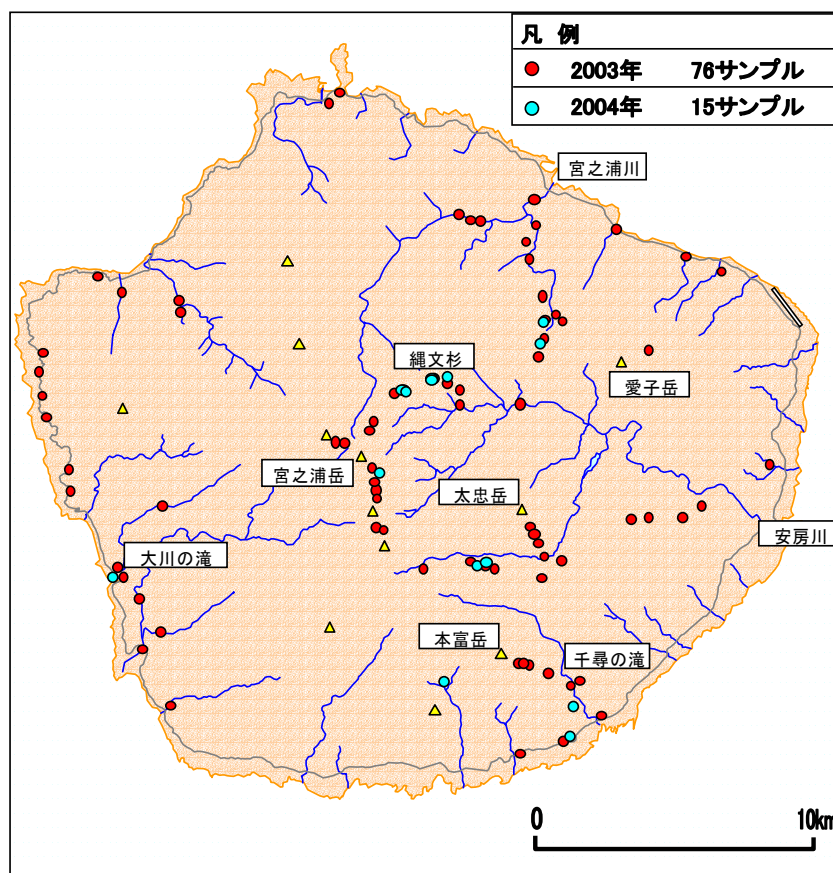 凡 例
2003年 76サンプル
2004年 15サンプル
宮之浦川
縄文杉
愛子岳
宮之浦岳
太忠岳
安房川
大川の滝
本富岳
千尋の滝
0 10km